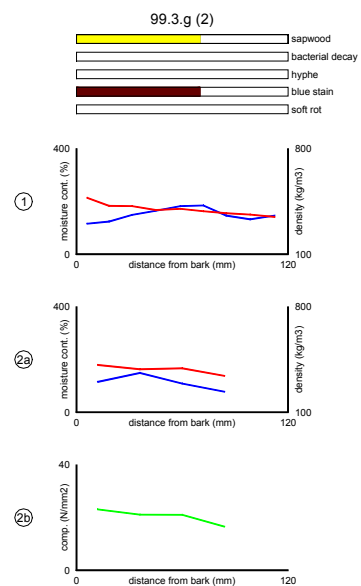 99.3.g (2)
sapwood
bacterial decay
hyphe
blue stain
soft rot
1
400
800
moisture cont. (%)
density (kg/m3)
0
100
0
distance from bark (mm)
120
2a
400
800
moisture cont. (%)
density (kg/m3)
0
100
0
distance from bark (mm)
120
2b
40
comp. (N/mm2)
0
0
distance from bark (mm)
120